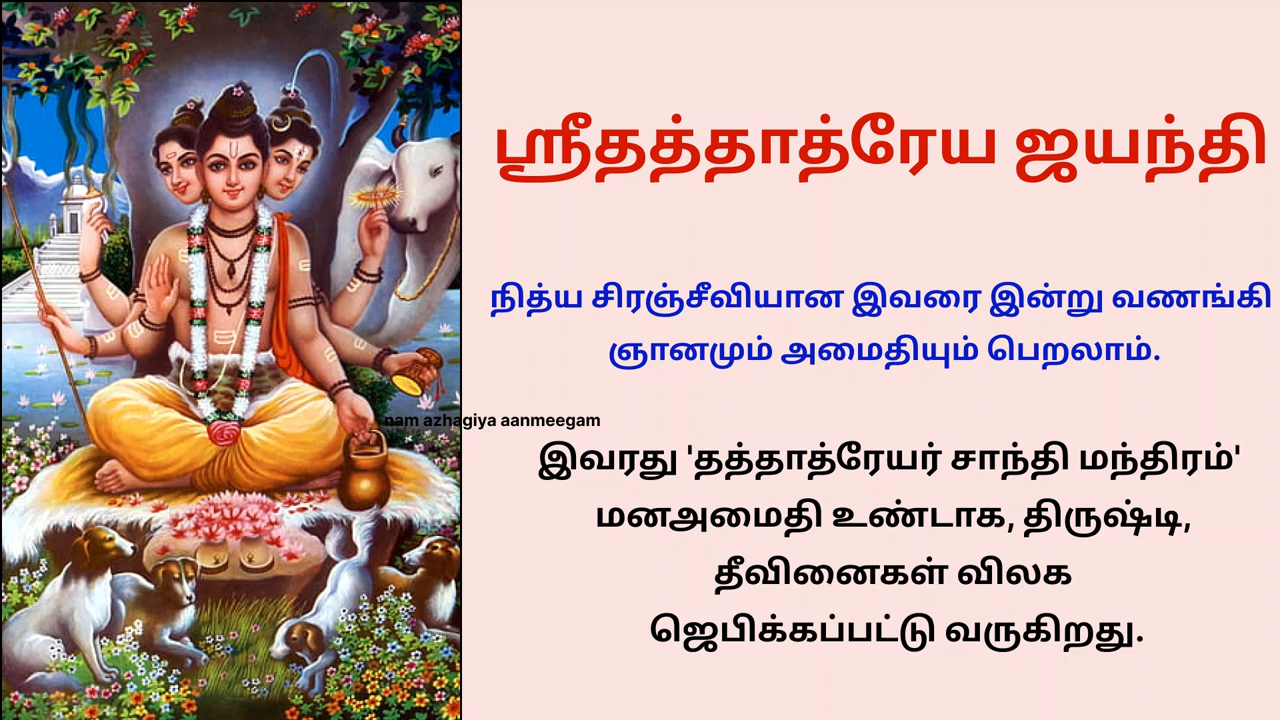 ஸ்ரீதத்தாத்ரேய ஜயந்தி
நித்ய சிரஞ்சீவியான இவரை இன்று வணங்கி
ஞானமும் அமைதியும் பெறலாம்.
nam azhagiya aanmeegam
இவரது 'தத்தாத்ரேயர் சாந்தி மந்திரம்'
மனஅமைதி உண்டாக, திருஷ்டி,
தீவினைகள் விலக
ஜெபிக்கப்பட்டு வருகிறது.